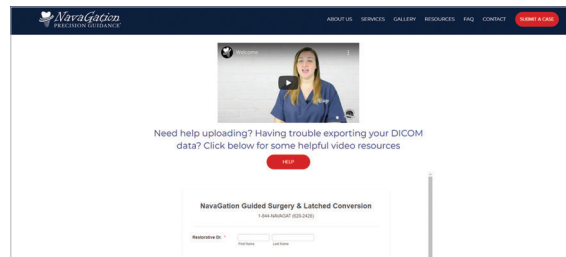 NavaGation
PRECISION GUIDANCE
ABOUT US SERVICES GALLERY RESOURCES FAQ CONTACT SUBMIT A CASE
Welcome
Need help uploading? Having trouble exporting your DICOM
data? Click below for some helpful video resources
HELP
NavaGation Guided Surgery & Latched Conversion
1-844-NAVAGAT (628-2428)
Restorative Dr. *
First Name Last Name